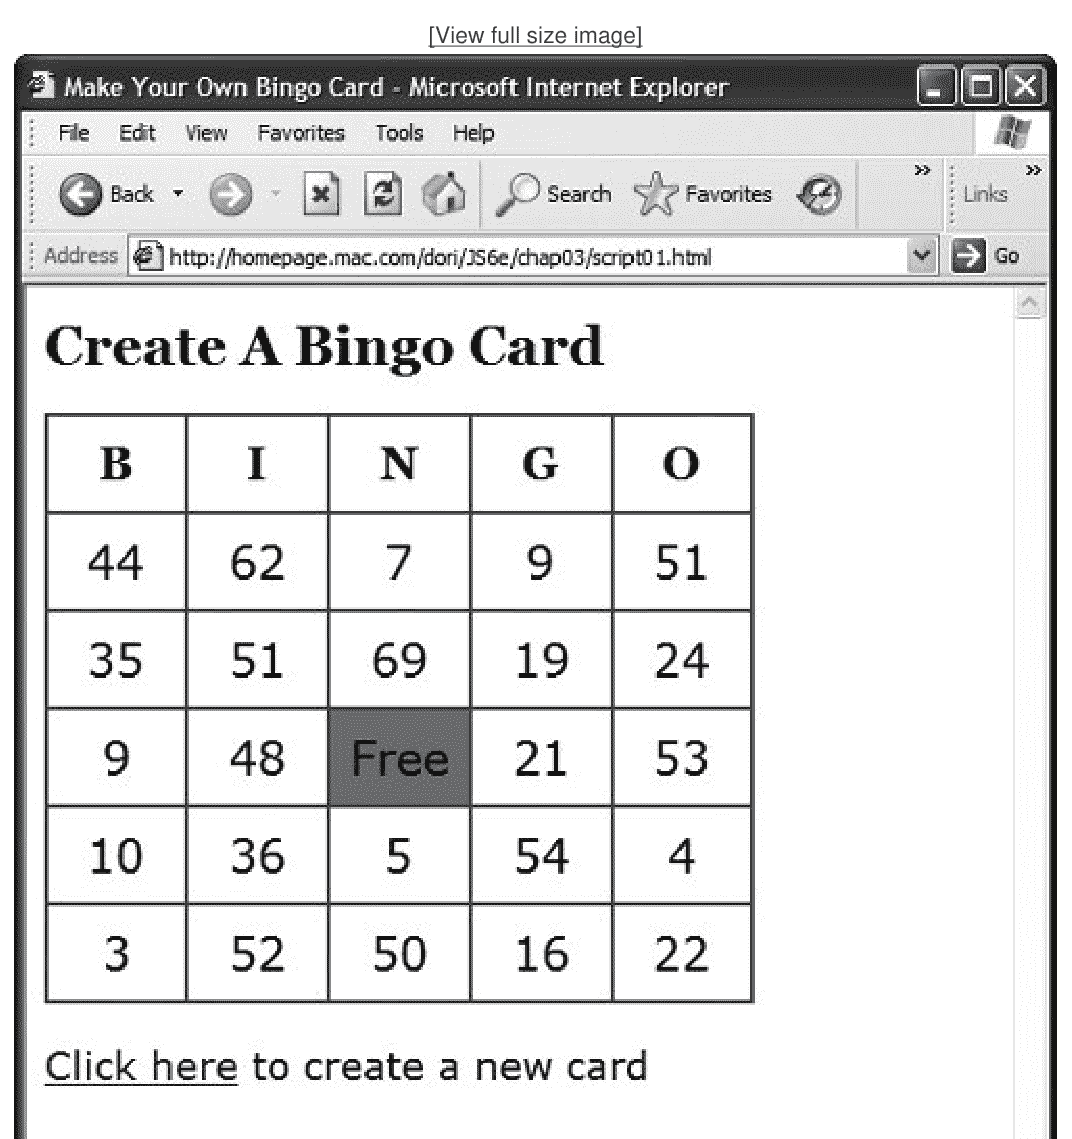 [View full size image]
Make Your Own Bingo Card - Microsoft Internet Explorer
File Edit View Favorites Tools Help
Back Search Favorites » Links »
Address http://homepage.mac.com/dori/JS6e/chap03/script01.html Go
Create A Bingo Card
B I N G O
44 62 7 9 51
35 51 69 19 24
9 48 Free 21 53
10 36 5 54 4
3 52 50 16 22
Click here to create a new card